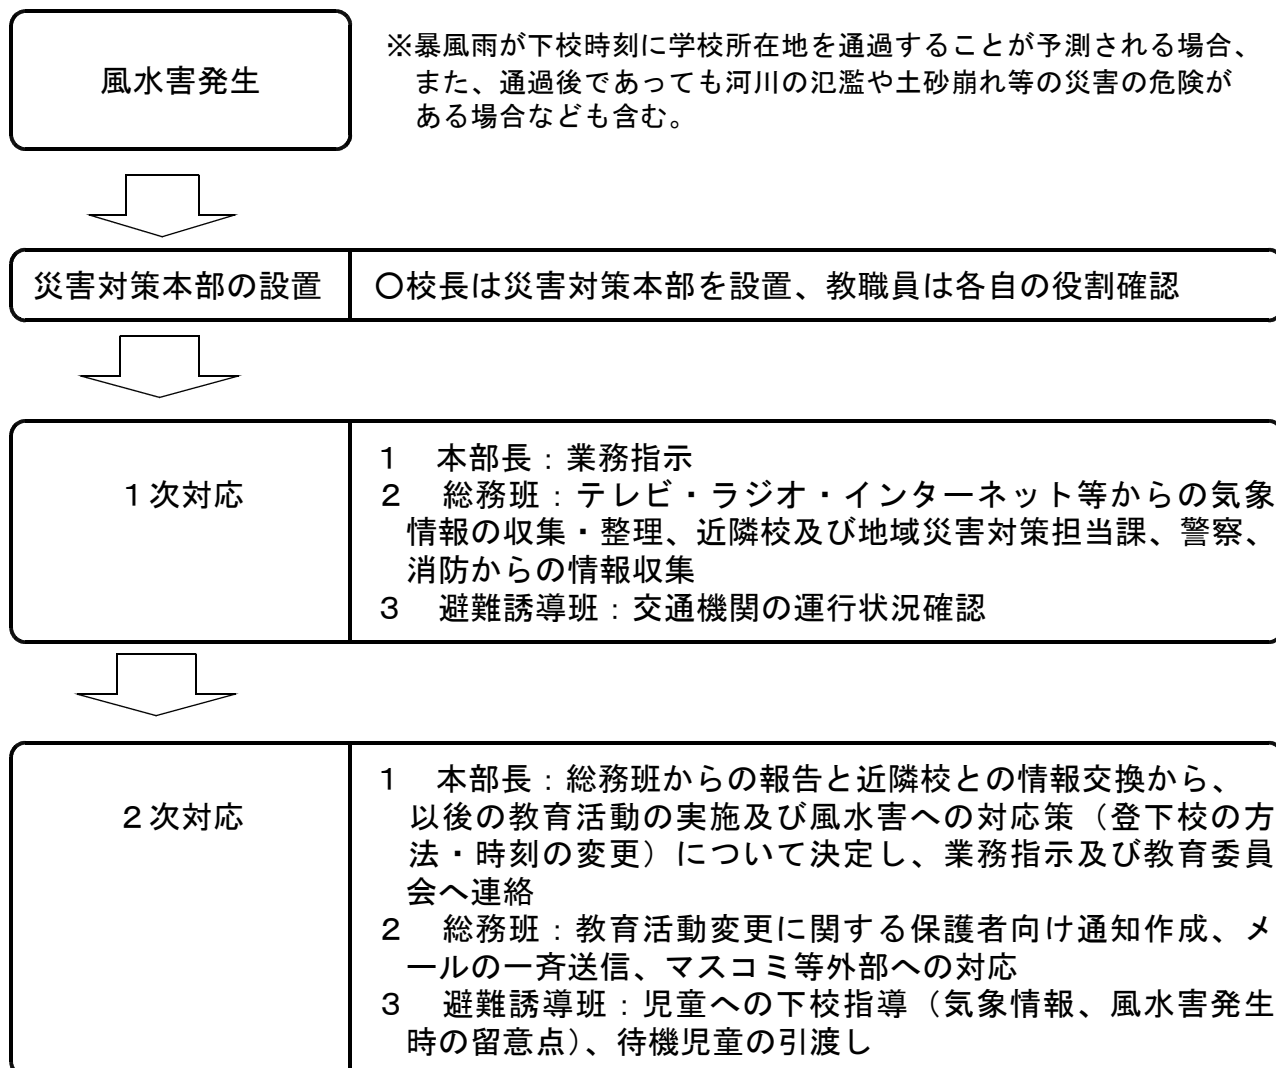 風水害発生
※暴風雨が下校時刻に学校所在地を通過することが予測される場合、
また、通過後であっても河川の氾濫や土砂崩れ等の災害の危険が
ある場合なども含む。
災害対策本部の設置
〇校長は災害対策本部を設置、教職員は各自の役割確認
1次対応
1 本部長:業務指示
2 総務班:テレビ・ラジオ・インターネット等からの気象
情報の収集・整理、近隣校及び地域災害対策担当課、警察、
消防からの情報収集
3 避難誘導班:交通機関の運行状況確認
2次対応
1 本部長:総務班からの報告と近隣校との情報交換から、
以後の教育活動の実施及び風水害への対応策(登下校の方
法・時刻の変更)について決定し、業務指示及び教育委員
会へ連絡
2 総務班:教育活動変更に関する保護者向け通知作成、メ
ールの一斉送信、マスコミ等外部への対応
3 避難誘導班:児童への下校指導(気象情報、風水害発生
時の留意点)、待機児童の引渡し